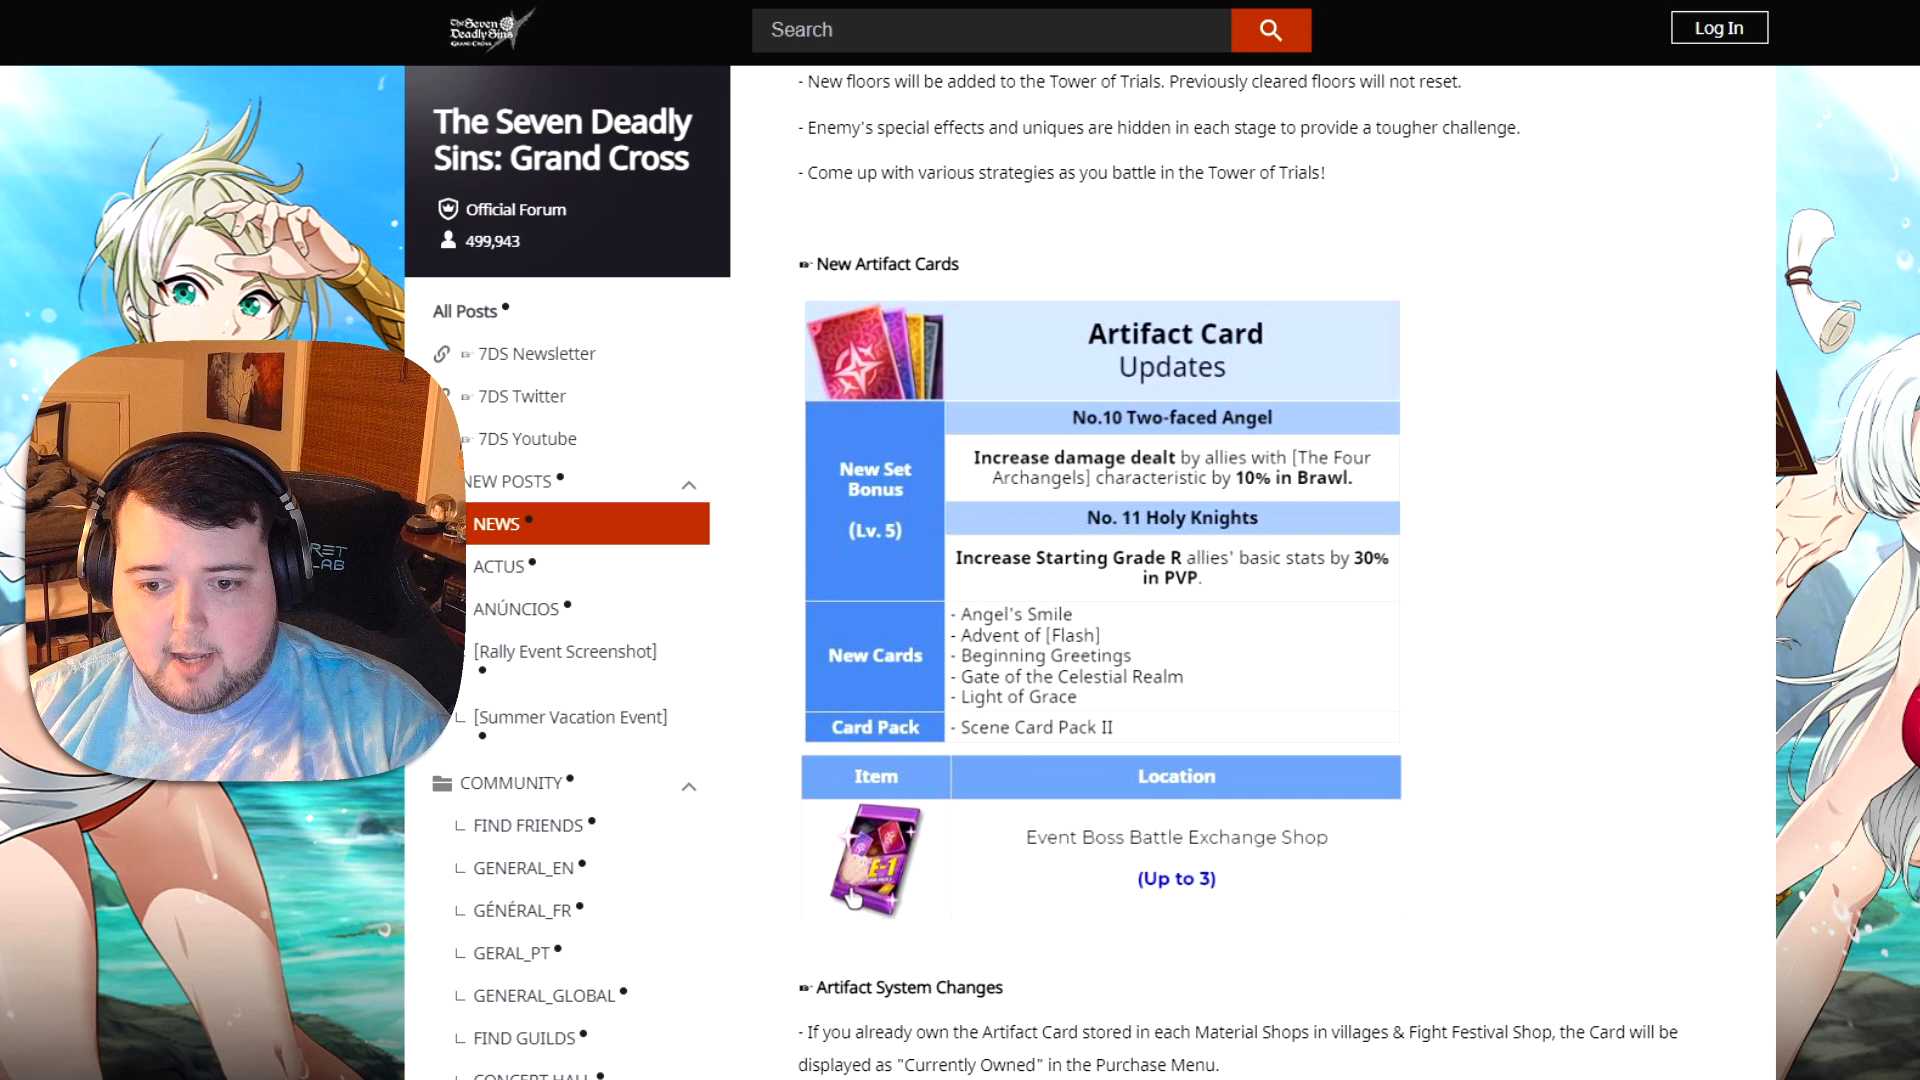 The Seven
Deadly Sins
GRAND CROSS
Search
Log In
The Seven Deadly
Sins: Grand Cross
Official Forum
499,943
All Posts
7DS Newsletter
7DS Twitter
7DS Youtube
NEW POSTS
NEWS
ACTUS
ANÚNCIOS
[Rally Event Screenshot]
[Summer Vacation Event]
COMMUNITY
FIND FRIENDS
GENERAL_EN
GÉNÉRAL_FR
GERAL_PT
GENERAL_GLOBAL
FIND GUILDS
CONCERT HALL
- New floors will be added to the Tower of Trials. Previously cleared floors will not reset.
- Enemy's special effects and uniques are hidden in each stage to provide a tougher challenge.
- Come up with various strategies as you battle in the Tower of Trials!
New Artifact Cards
Artifact Card
Updates
New Set
Bonus
(Lv. 5)
No.10 Two-faced Angel
Increase damage dealt by allies with [The Four
Archangels] characteristic by 10% in Brawl.
No. 11 Holy Knights
Increase Starting Grade R allies' basic stats by 30%
in PVP.
New Cards
- Angel's Smile
- Advent of [Flash]
- Beginning Greetings
- Gate of the Celestial Realm
- Light of Grace
Card Pack
- Scene Card Pack II
Item
Location
E-1
Event Boss Battle Exchange Shop
(Up to 3)
Artifact System Changes
- If you already own the Artifact Card stored in each Material Shops in villages & Fight Festival Shop, the Card will be
displayed as "Currently Owned" in the Purchase Menu.